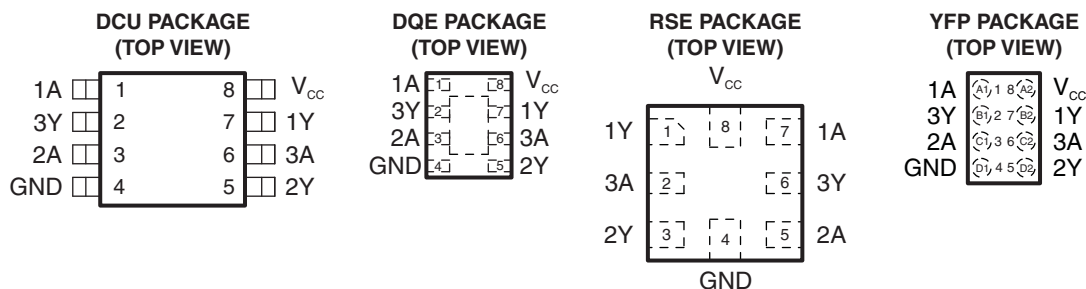 DCU PACKAGE
(TOP VIEW)
1A 1 8 VCC
3Y 2 7 1Y
2A 3 6 3A
GND 4 5 2Y
DQE PACKAGE
(TOP VIEW)
1A 1 8 VCC
3Y 2 7 1Y
2A 3 6 3A
GND 4 5 2Y
RSE PACKAGE
(TOP VIEW)
VCC
1Y 1 8 7 1A
3A 2 6 3Y
2Y 3 4 5 2A
GND
YFP PACKAGE
(TOP VIEW)
1A A1 1 8 A2 VCC
3Y B1 2 7 B2 1Y
2A C1 3 6 C2 3A
GND D1 4 5 D2 2Y